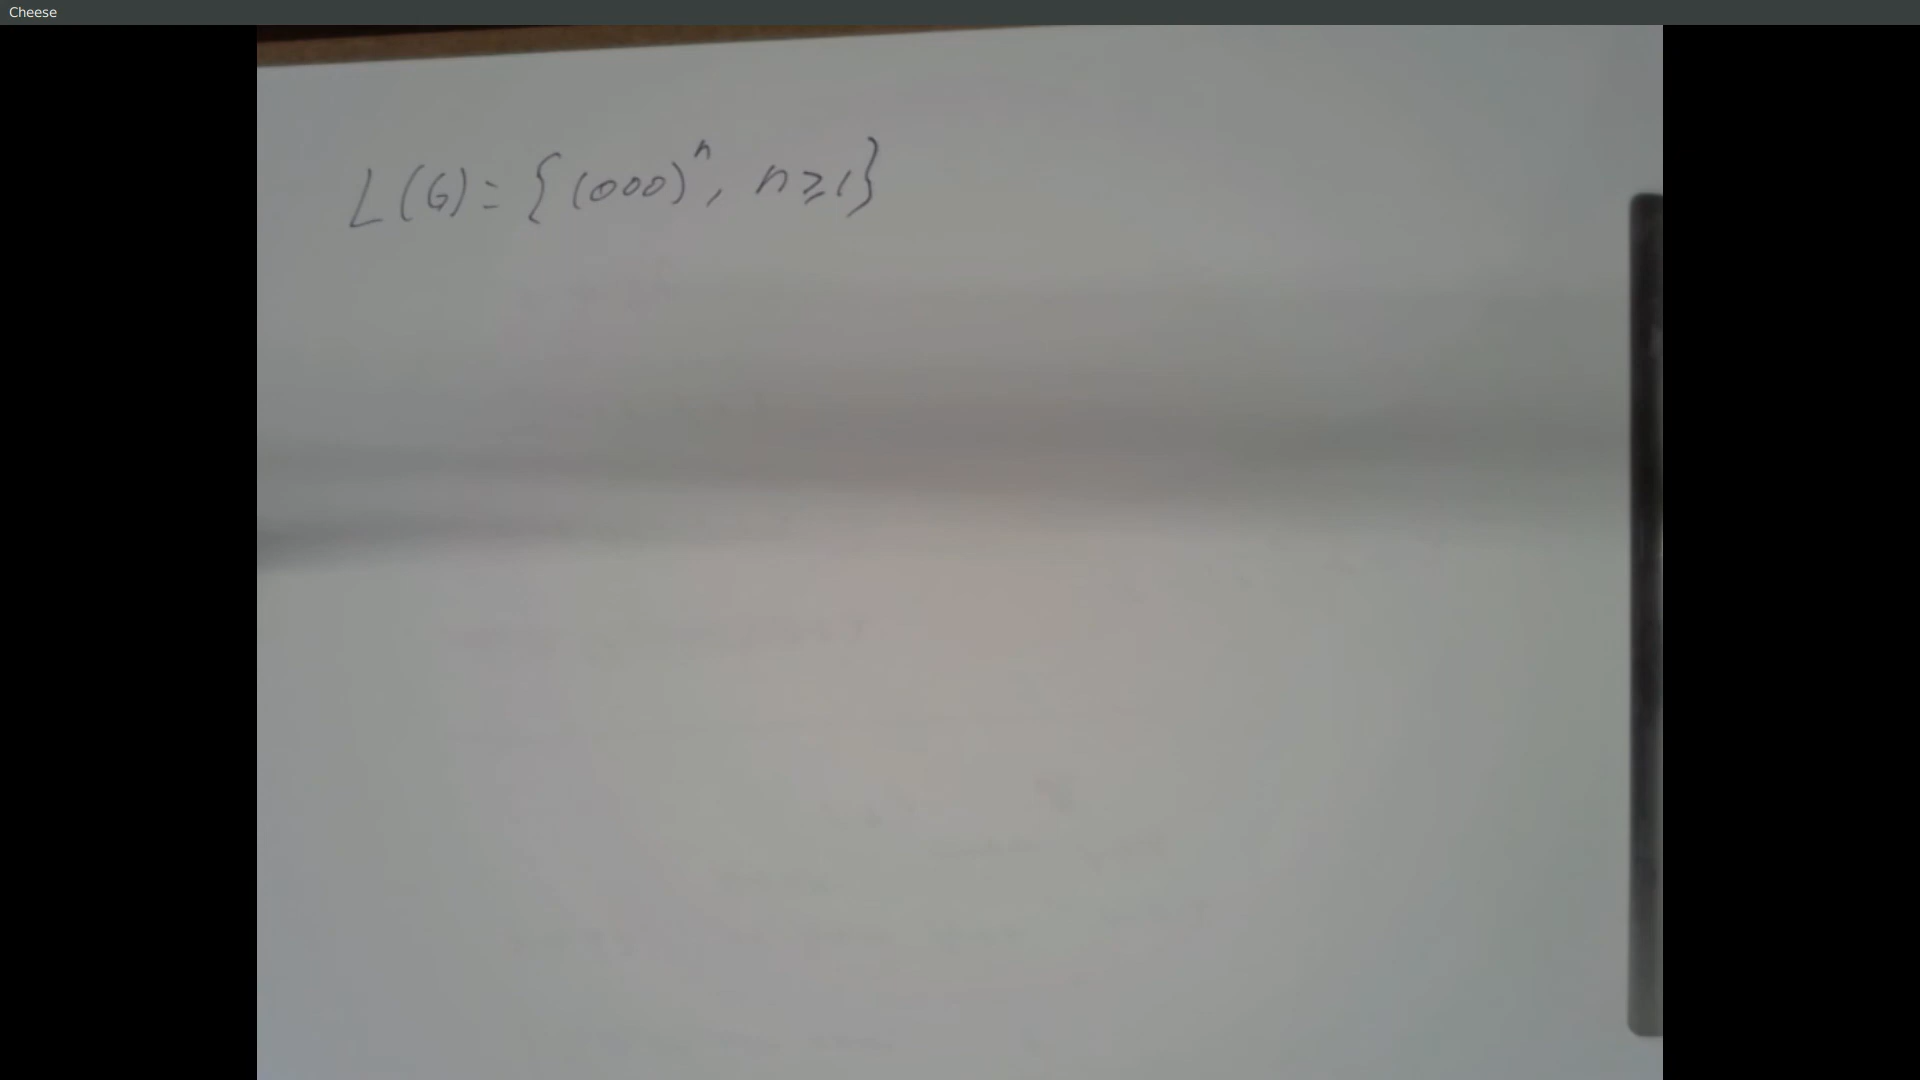 Cheese
L(G) = {(000)ⁿ, n ≥ 1}